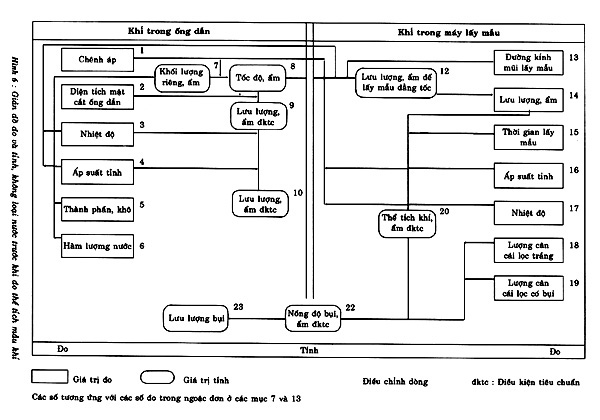 Hình 6 : Giản đồ đo và tính, không loại nước trước khi đo thể tích mẫu khí
Khí trong ống dẫn
Khí trong máy lấy mẫu
1
Chênh áp
7
Khối lượng
riêng, ẩm
8
Tốc độ, ẩm
2
Diện tích mặt
cắt ống dẫn
9
Lưu lượng,
ẩm đktc
3
Nhiệt độ
4
Áp suất tĩnh
10
Lưu lượng,
ẩm đktc
5
Thành phần, khô
6
Hàm lượng nước
12
Lưu lượng, ẩm để
lấy mẫu đẳng tốc
13
Đường kính
mũi lấy mẫu
14
Lưu lượng, ẩm
15
Thời gian lấy
mẫu
16
Áp suất tĩnh
17
Nhiệt độ
20
Thể tích khí,
ẩm đktc
18
Lượng cân
cái lọc trắng
19
Lượng cân
cái lọc có bụi
23
Lưu lượng bụi
22
Nồng độ bụi,
ẩm đktc
Đo
Tính
Đo
Giá trị đo
Giá trị tính
Điều chỉnh dòng
đktc : Điều kiện tiêu chuẩn
Các số tương ứng với các số đo trong ngoặc đơn ở các mục 7 và 13